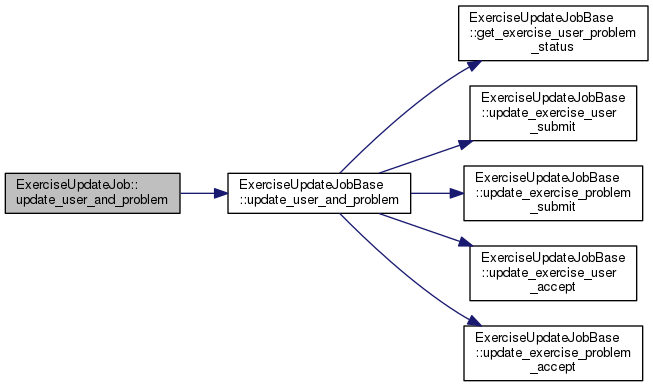 ExerciseUpdateJob::
update_user_and_problem
ExerciseUpdateJobBase
::update_user_and_problem
ExerciseUpdateJobBase
::get_exercise_user_problem
_status
ExerciseUpdateJobBase
::update_exercise_user
_submit
ExerciseUpdateJobBase
::update_exercise_problem
_submit
ExerciseUpdateJobBase
::update_exercise_user
_accept
ExerciseUpdateJobBase
::update_exercise_problem
_accept